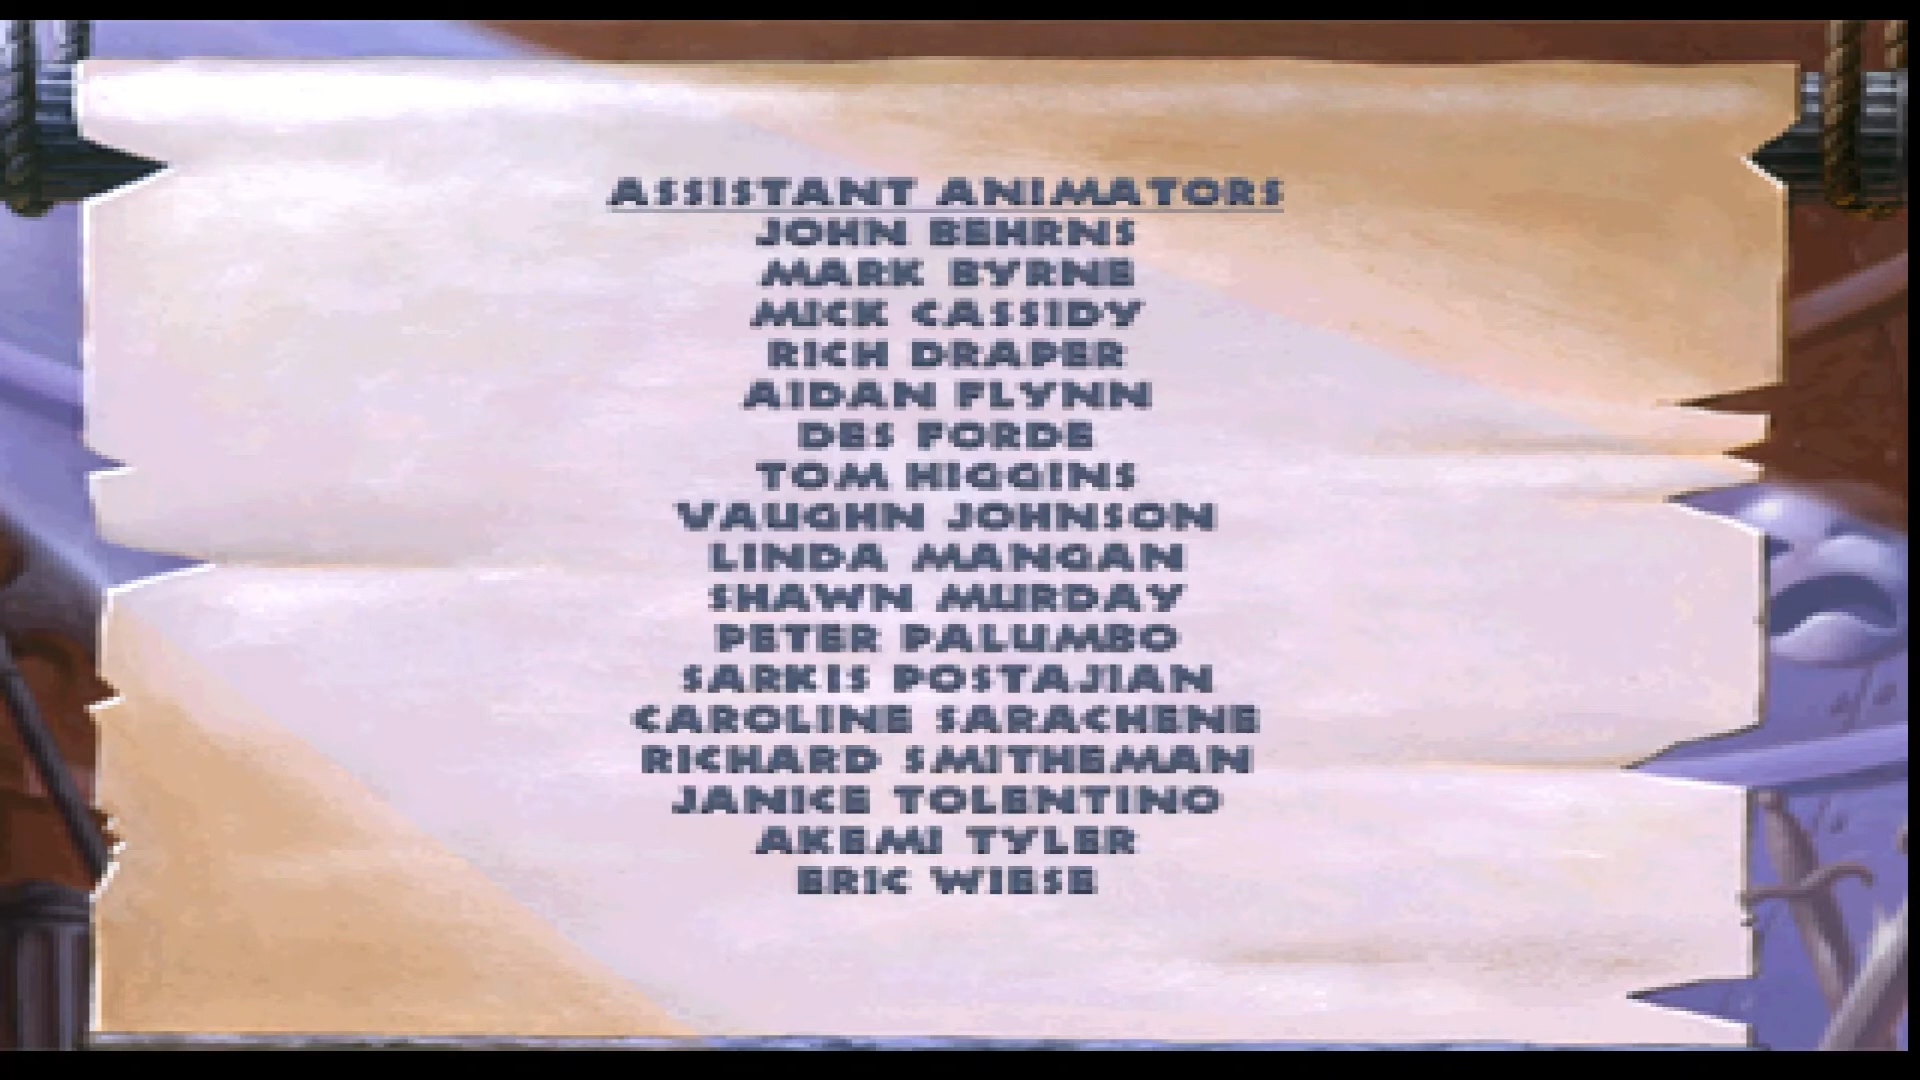 ASSISTANT ANIMATORS
JOHN BEHRNS
MARK BYRNE
MICK CASSIDY
RICH DRAPER
AIDAN FLYNN
DES FORDE
TOM HIGGINS
VAUGHN JOHNSON
LINDA MANGAN
SHAWN MURDAY
PETER PALUMBO
SARKIS POSTAJIAN
CAROLINE SARACHENE
RICHARD SMITHEMAN
JANICE TOLENTINO
AKEMI TYLER
ERIC WIESE